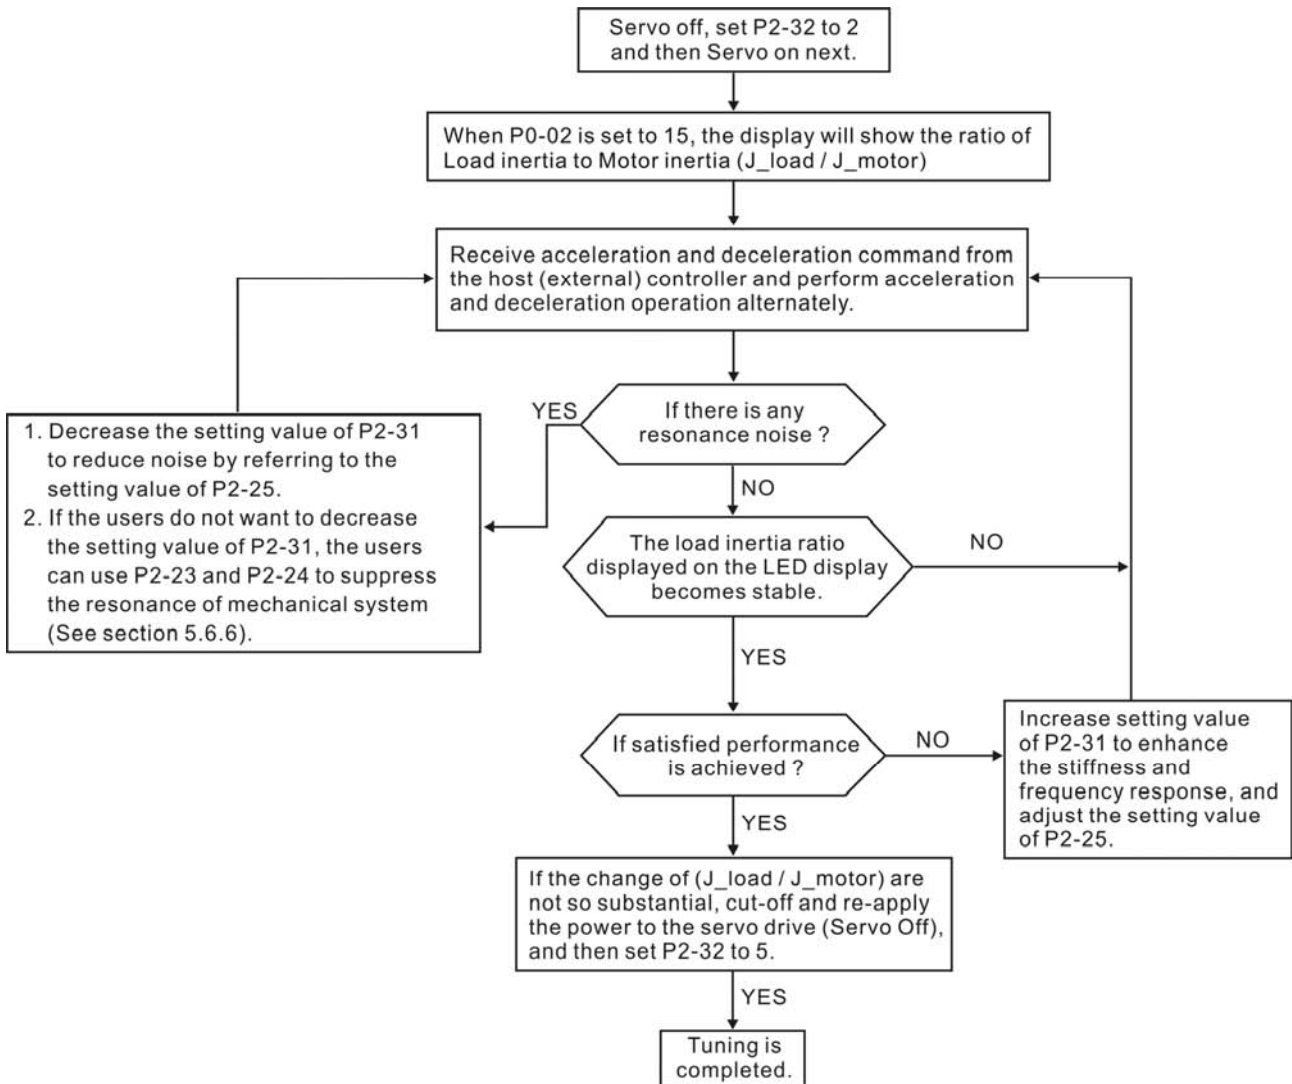 Servo off, set P2-32 to 2
and then Servo on next.
When P0-02 is set to 15, the display will show the ratio of
Load inertia to Motor inertia (J_load / J_motor)
Receive acceleration and deceleration command from
the host (external) controller and perform acceleration
and deceleration operation alternately.
If there is any
resonance noise ?
YES
1. Decrease the setting value of P2-31
to reduce noise by referring to the
setting value of P2-25.
2. If the users do not want to decrease
the setting value of P2-31, the users
can use P2-23 and P2-24 to suppress
the resonance of mechanical system
(See section 5.6.6).
NO
The load inertia ratio
displayed on the LED display
becomes stable.
NO
YES
If satisfied performance
is achieved ?
NO
Increase setting value
of P2-31 to enhance
the stiffness and
frequency response, and
adjust the setting value
of P2-25.
YES
If the change of (J_load / J_motor) are
not so substantial, cut-off and re-apply
the power to the servo drive (Servo Off),
and then set P2-32 to 5.
YES
Tuning is
completed.